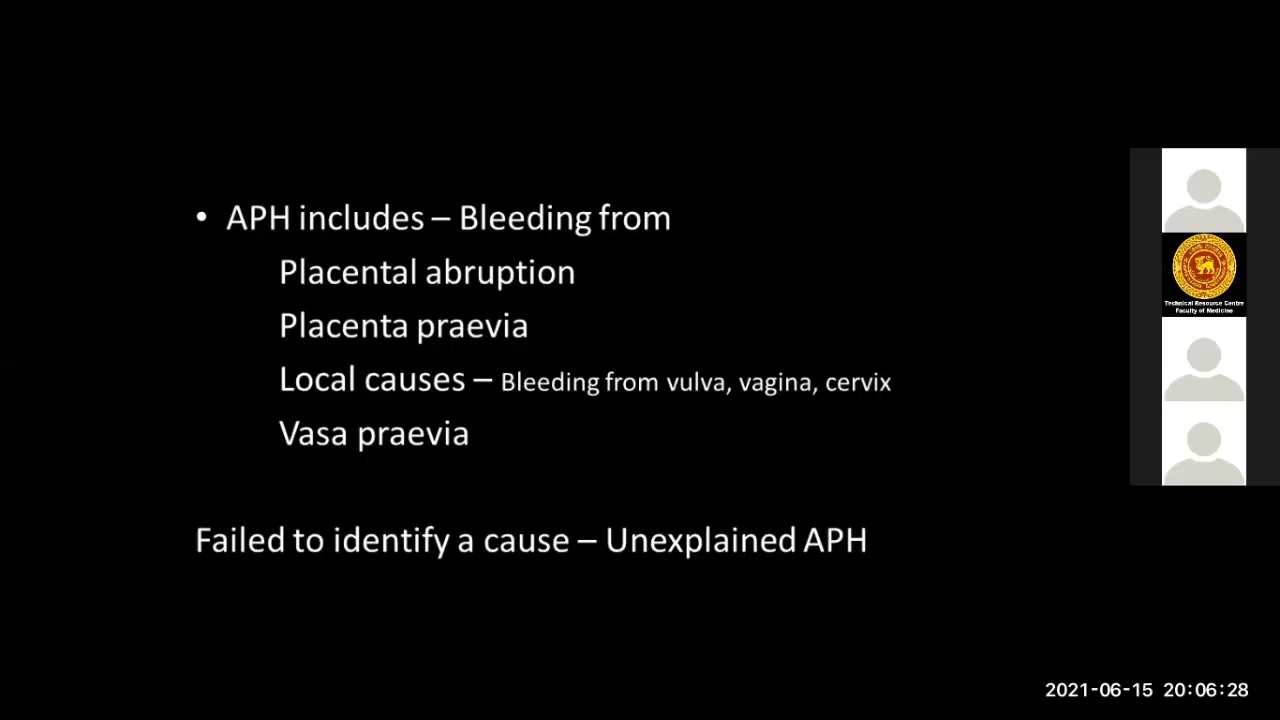 • APH includes – Bleeding from
Placental abruption
Placenta praevia
Local causes – Bleeding from vulva, vagina, cervix
Vasa praevia
Failed to identify a cause – Unexplained APH
Technical Resource Centre
Faculty of Medicine
2021-06-15 20:06:28